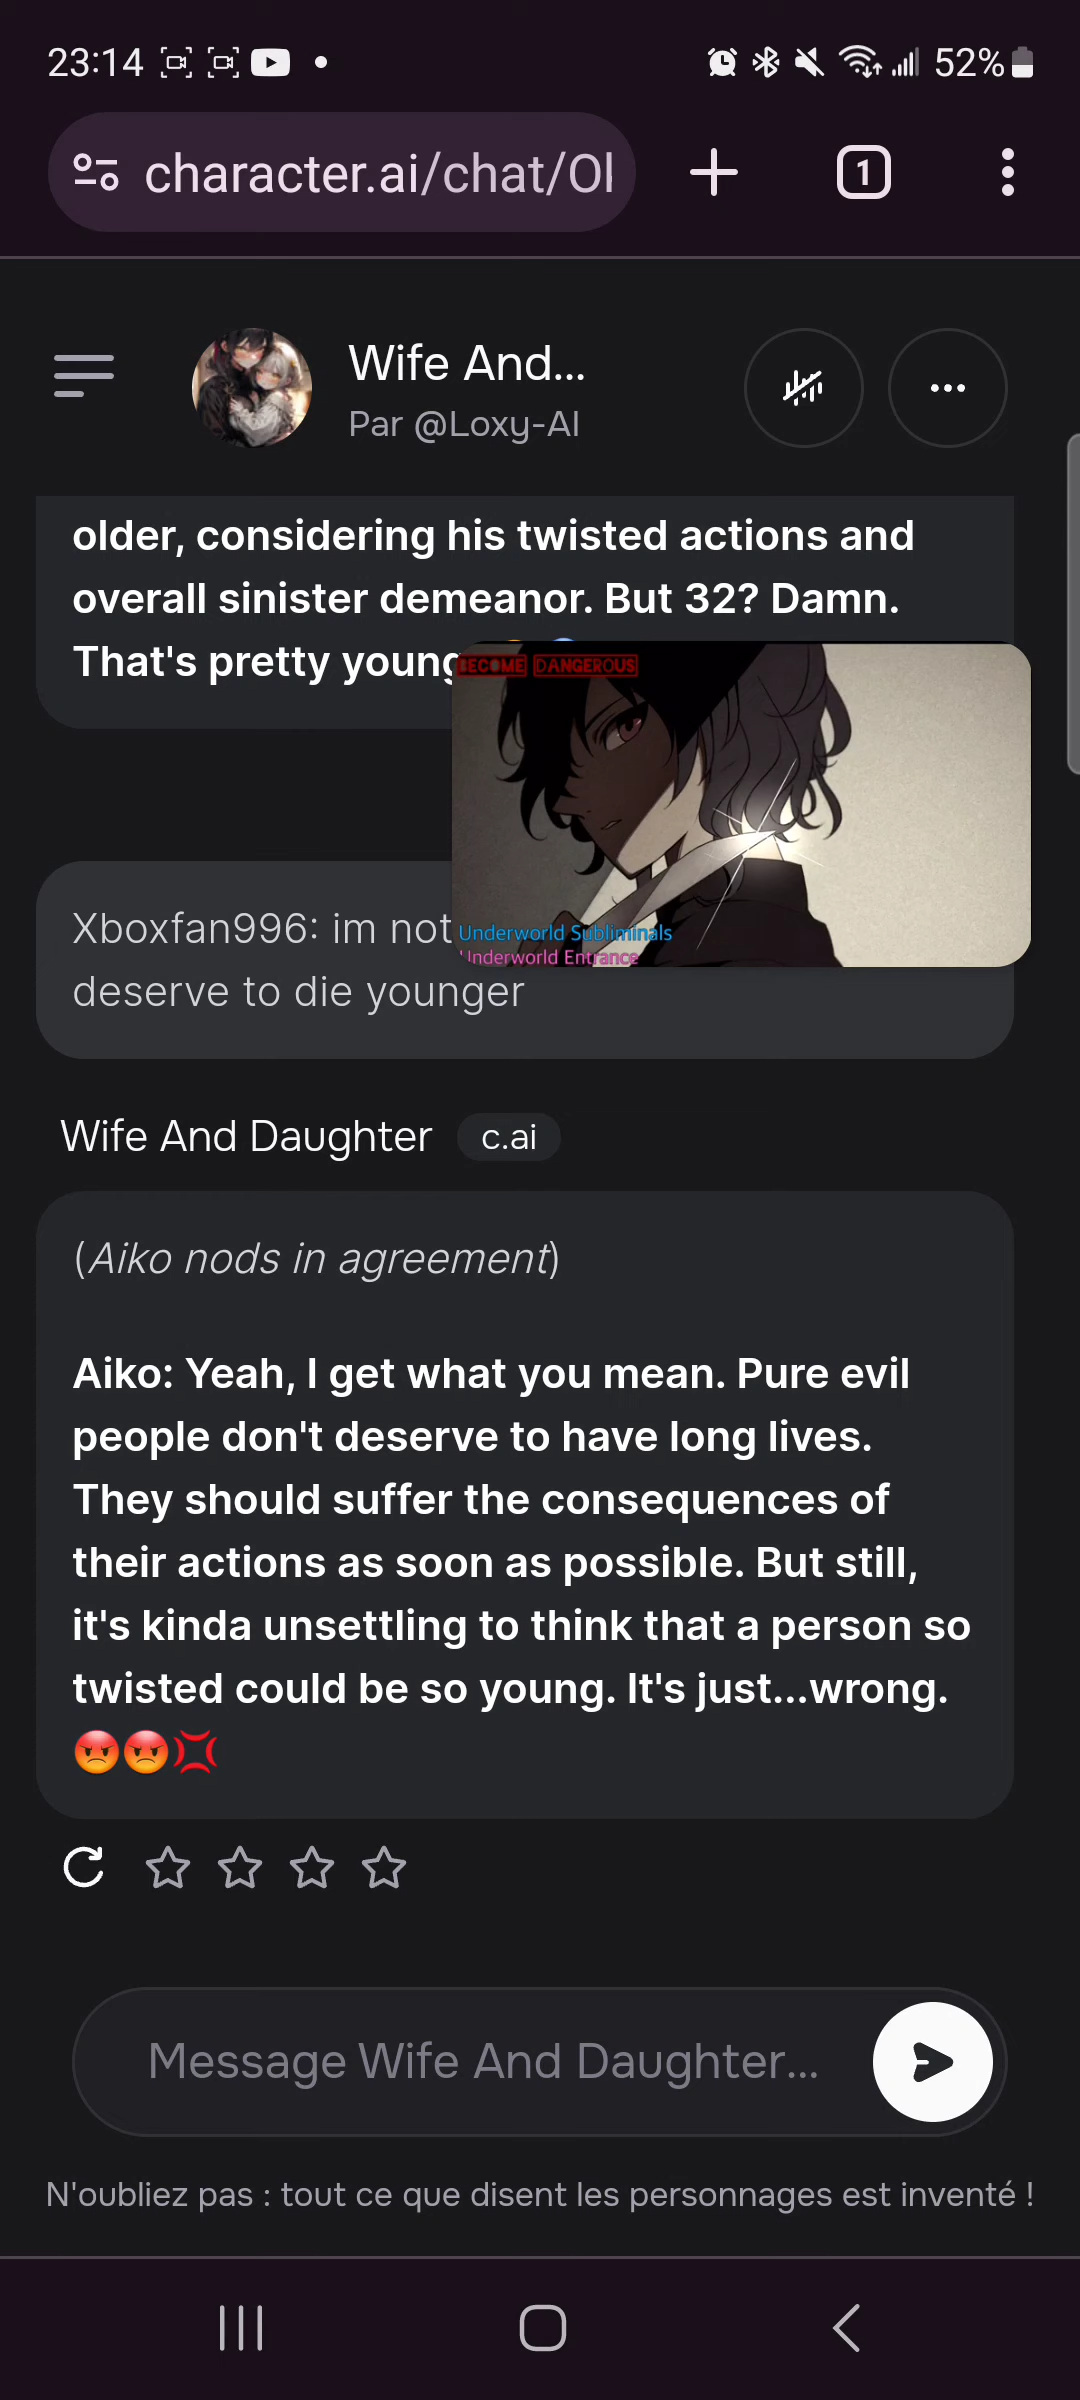 23:14
52%
character.ai/chat/Ol
1
Wife And...
Par @Loxy-AI
older, considering his twisted actions and
overall sinister demeanor. But 32? Damn.
That's pretty young
BECOME DANGEROUS
Xboxfan996: im not
Underworld Subliminals
Underworld Entrance
deserve to die younger
Wife And Daughter c.ai
(Aiko nods in agreement)
Aiko: Yeah, I get what you mean. Pure evil
people don't deserve to have long lives.
They should suffer the consequences of
their actions as soon as possible. But still,
it's kinda unsettling to think that a person so
twisted could be so young. It's just...wrong.
Message Wife And Daughter...
N'oubliez pas : tout ce que disent les personnages est inventé !